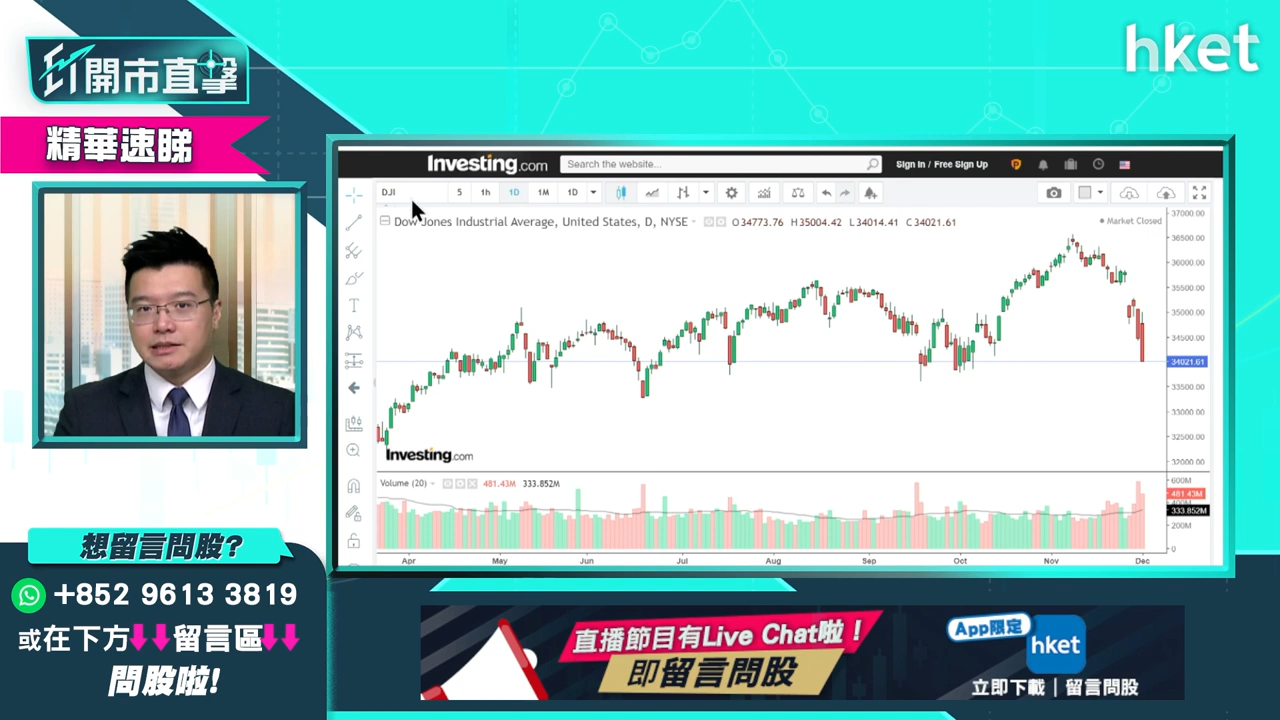 hket
ET開市直擊
精華速睇
Investing.com
Search the website...
Sign In / Free Sign Up
DJI
5
1h
1D
1M
1D
Dow Jones Industrial Average, United States, D, NYSE
O34773.76 H35004.42 L34014.41 C34021.61
Market Closed
37000.00
36500.00
36000.00
35500.00
35000.00
34500.00
34021.61
33500.00
33000.00
32500.00
32000.00
Investing.com
Volume (20)
481.43M 333.852M
600M
481.43M
400M
333.852M
200M
0
Apr May Jun Jul Aug Sep Oct Nov Dec
想留言問股?
+852 9613 3819
或在下方留言區
問股啦!
直播節目有Live Chat啦！
即留言問股
App限定
hket
立即下載｜留言問股